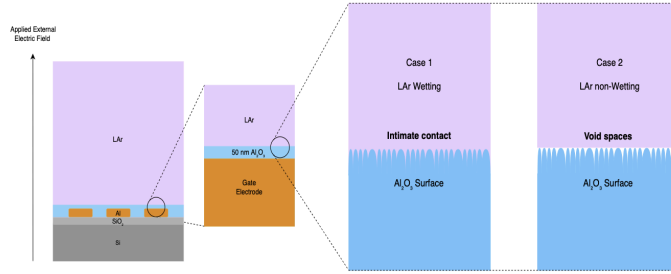 Applied External
Electric Field
LAr
Al
SiO₂
Si
LAr
50 nm Al₂O₃
Gate
Electrode
Case 1
LAr Wetting
Intimate contact
Al₂O₃ Surface
Case 2
LAr non-Wetting
Void spaces
Al₂O₃ Surface